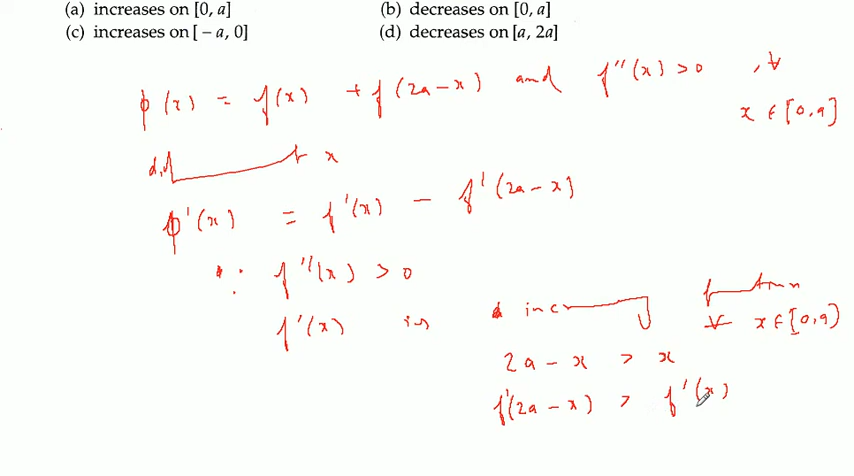 (a) increases on [0, a] (b) decreases on [0, a]
(c) increases on [– a, 0] (d) decreases on [a, 2a]
ϕ(x) = f(x) + f(2a - x) and f''(x) > 0 , ∀
x ∈ [0, a]
x
ϕ'(x) = f'(x) - f'(2a - x)
∵ f''(x) > 0
f'(x) is
∀ x ∈ [0, a)
2a - x > x
f'(2a - x) > f'(x)